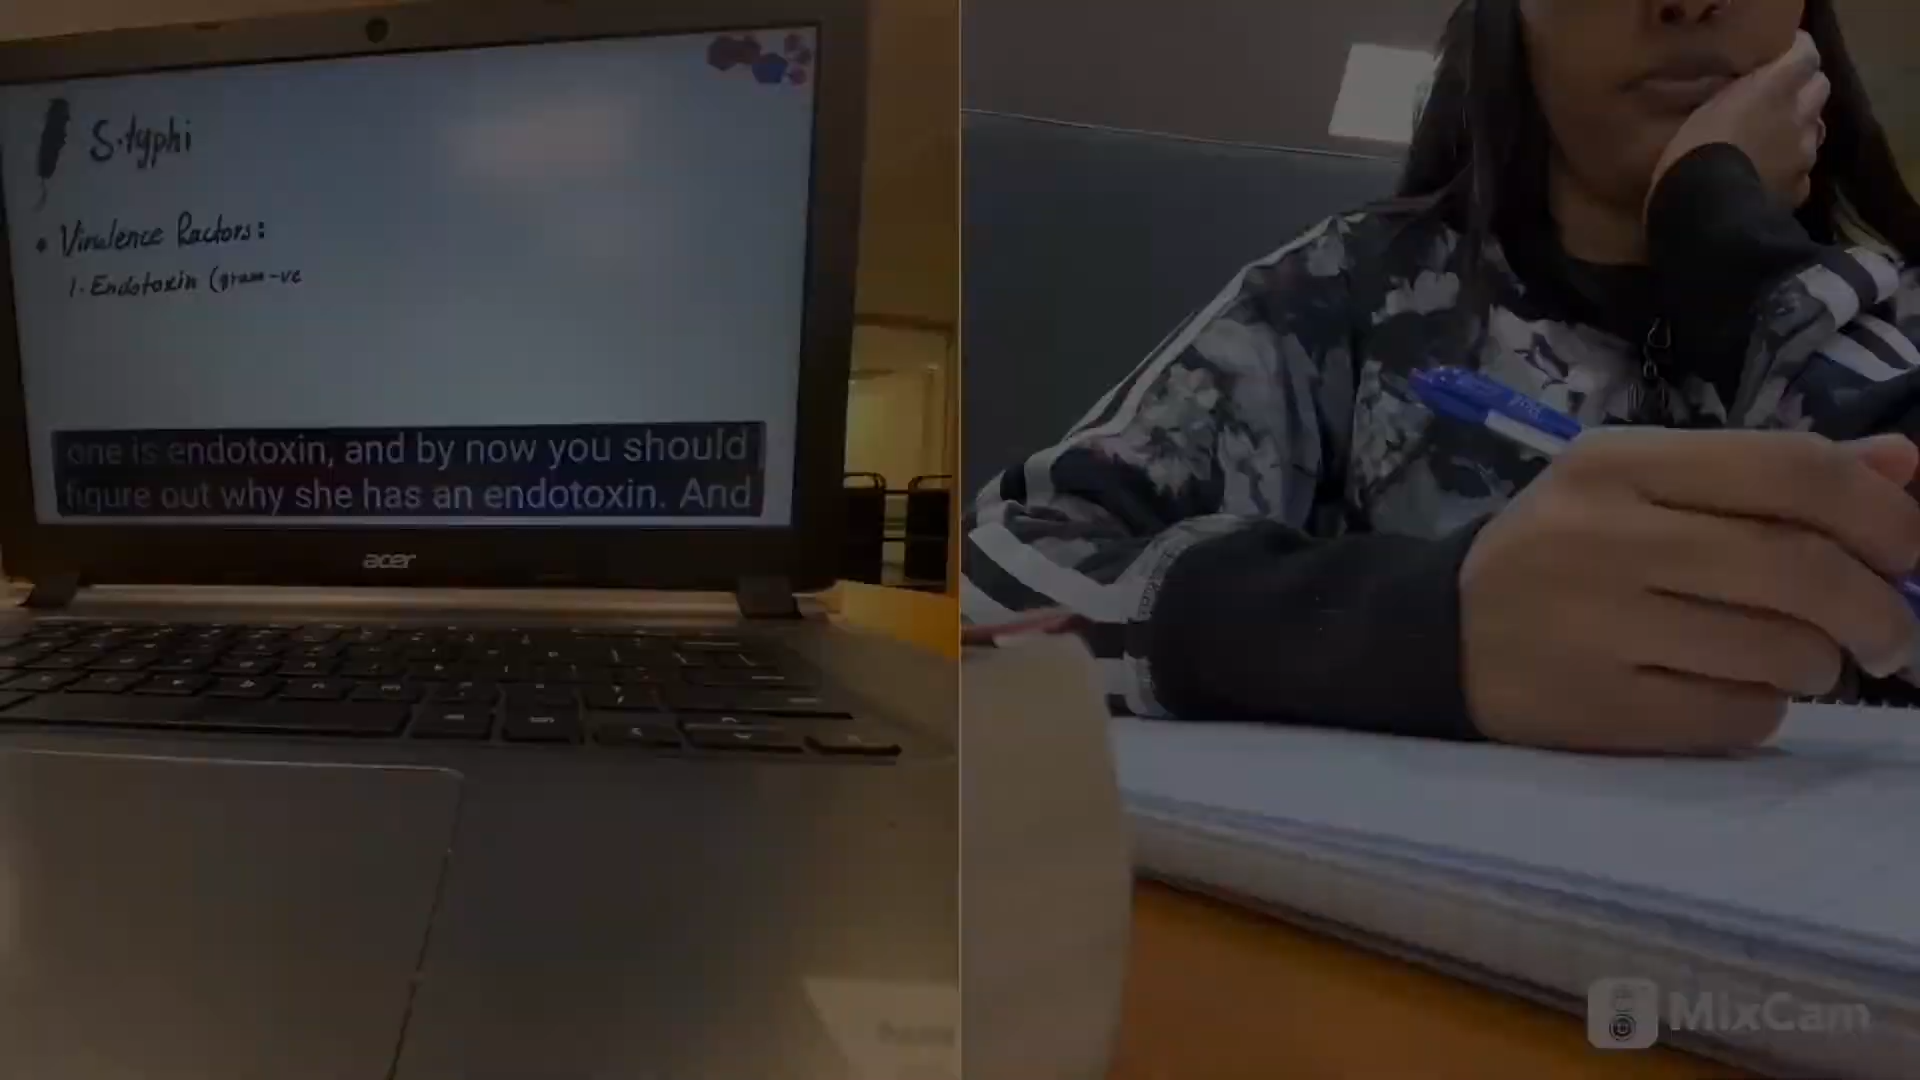 S.typhi
• Virulence Factors:
1. Endotoxin (gram-ve
one is endotoxin, and by now you should
figure out why she has an endotoxin. And
acer
MixCam